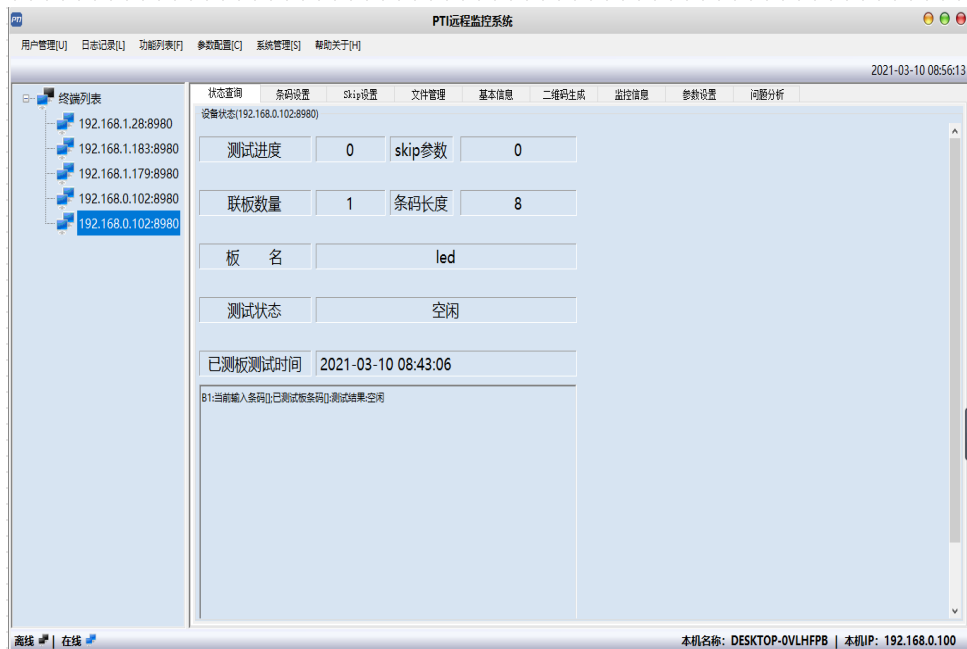 PTI PTI远程监控系统
用户管理[U] 日志记录[L] 功能列表[F] 参数配置[C] 系统管理[S] 帮助关于[H]
2021-03-10 08:56:13
终端列表
192.168.1.28:8980
192.168.1.183:8980
192.168.1.179:8980
192.168.0.102:8980
192.168.0.102:8980
状态查询 条码设置 Skip设置 文件管理 基本信息 二维码生成 监控信息 参数设置 问题分析
设备状态(192.168.0.102:8980)
测试进度 0 skip参数 0
联板数量 1 条码长度 8
板 名 led
测试状态 空闲
已测板测试时间 2021-03-10 08:43:06
B1:当前输入条码[];已测试板条码[];测试结果:空闲
离线 | 在线 本机名称: DESKTOP-0VLHFPB | 本机IP: 192.168.0.100